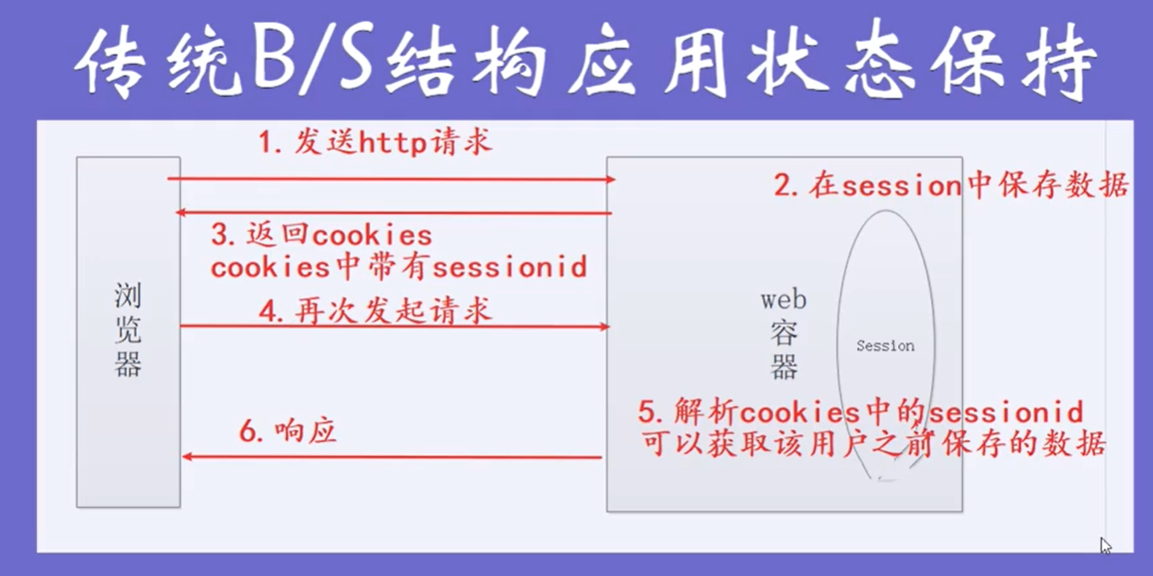 传统B/S结构应用状态保持
1.发送http请求
2.在session中保存数据
3.返回cookies
cookies中带有sessionid
4.再次发起请求
浏
览
器
web
容
器
Session
5.解析cookies中的sessionid
可以获取该用户之前保存的数据
6.响应